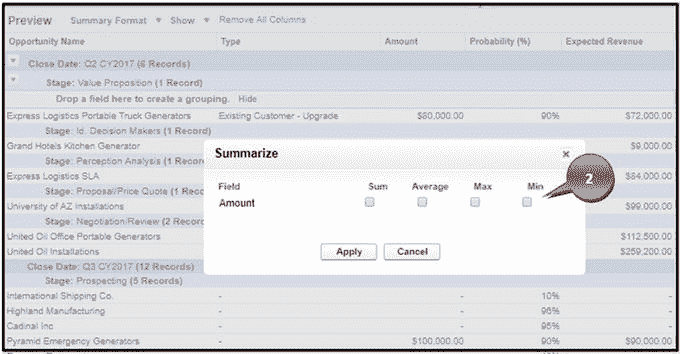 Preview Summary Format Show Remove All Columns
Opportunity Name Type Amount Probability (%) Expected Revenue
Close Date: Q2 CY2017 (6 Records)
Stage: Value Proposition (1 Record)
Drop a field here to create a grouping. Hide
Express Logistics Portable Truck Generators Existing Customer - Upgrade $80,000.00 90% $72,000.00
Stage: Id. Decision Makers (1 Record)
Grand Hotels Kitchen Generator $9,000.00
Stage: Perception Analysis (1 Reco
Express Logistics SLA $84,000.00
Stage: Proposal/Price Quote (1 Reco
University of AZ Installations $99,000.00
Stage: Negotiation/Review (2 Recor
United Oil Office Portable Generators $112,500.00
United Oil Installations $259,200.00
Summarize
Field Sum Average Max Min
Amount
2
Apply Cancel
Close Date: Q3 CY2017 (12 Records)
Stage: Prospecting (5 Records)
International Shipping Co. - - 10% -
Highland Manufacturing - - 96% -
Cadinal Inc - - 95% -
Pyramid Emergency Generators - $100,000.00 90% $90,000.00